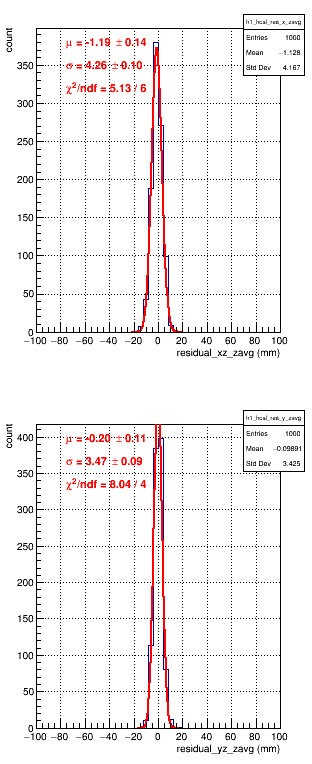 h1_hcal_res_x_zavg
Entries 1000
Mean −1.128
Std Dev 4.167
μ = -1.19 ± 0.14
σ = 4.26 ± 0.10
χ²/ndf = 5.13 / 6
count
350
300
250
200
150
100
50
0
−100 −80 −60 −40 −20 0 20 40 60 80 100
residual_xz_zavg (mm)
h1_hcal_res_y_zavg
Entries 1000
Mean −0.09891
Std Dev 3.425
μ = -0.20 ± 0.11
σ = 3.47 ± 0.09
χ²/ndf = 8.04 / 4
count
400
350
300
250
200
150
100
50
0
−100 −80 −60 −40 −20 0 20 40 60 80 100
residual_yz_zavg (mm)